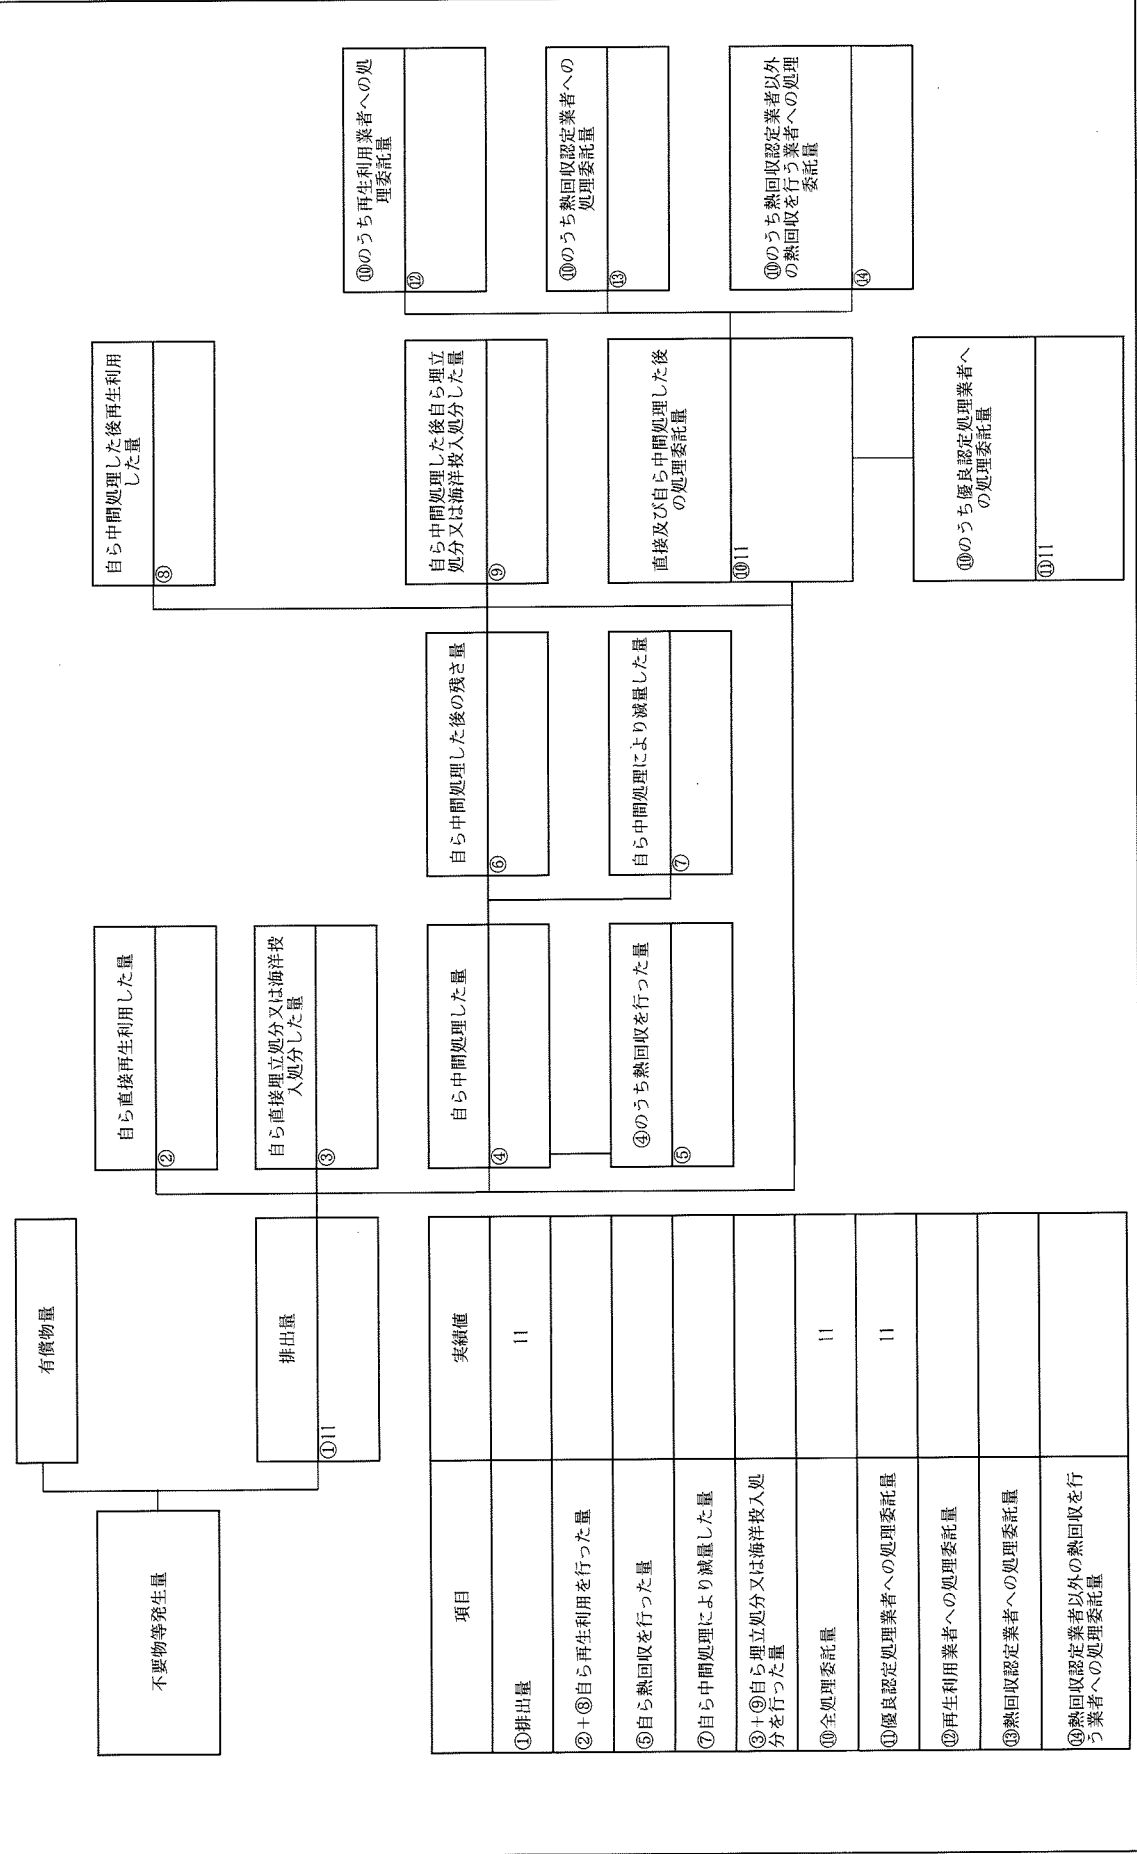 有償物量
不要物等発生量
排出量
①11
自ら直接再生利用した量
②
自ら直接埋立処分又は海洋投
入処分した量
③
自ら中間処理した量
④
④のうち熱回収を行った量
⑤
自ら中間処理した後の残さ量
⑥
自ら中間処理により減量した量
⑦
自ら中間処理した後再生利用
した量
⑧
自ら中間処理した後自ら埋立
処分又は海洋投入処分した量
⑨
直接及び自ら中間処理した後
の処理委託量
⑩11
⑩のうち優良認定処理業者へ
の処理委託量
⑪11
⑩のうち再生利用業者への処
理委託量
⑫
⑩のうち熱回収認定業者への
処理委託量
⑬
⑩のうち熱回収認定業者以外
の熱回収を行う業者への処理
委託量
⑭
項目 実績値
①排出量 11
②+⑧自ら再生利用を行った量
⑤自ら熱回収を行った量
⑦自ら中間処理により減量した量
③+⑨自ら埋立処分又は海洋投入処
分を行った量
⑩全処理委託量 11
⑪優良認定処理業者への処理委託量 11
⑫再生利用業者への処理委託量
⑬熱回収認定業者への処理委託量
⑭熱回収認定業者以外の熱回収を行
う業者への処理委託量